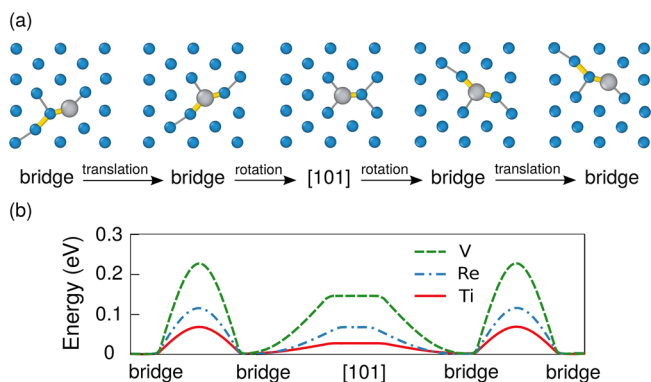 (a)
bridge translation bridge rotation [101] rotation bridge translation bridge
(b)
Energy (eV)
0.3
0.2
0.1
0
V
Re
Ti
bridge bridge [101] bridge bridge